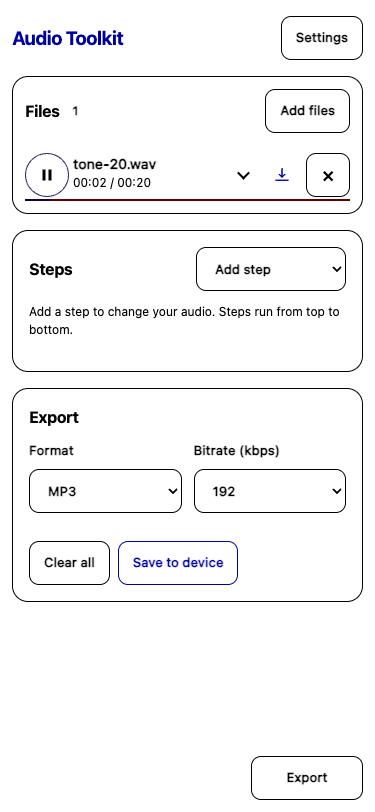 Audio Toolkit
Settings
Files 1
Add files
tone-20.wav
00:02 / 00:20
Steps
Add step
Add a step to change your audio. Steps run from top to
bottom.
Export
Format
Bitrate (kbps)
MP3
192
Clear all
Save to device
Export